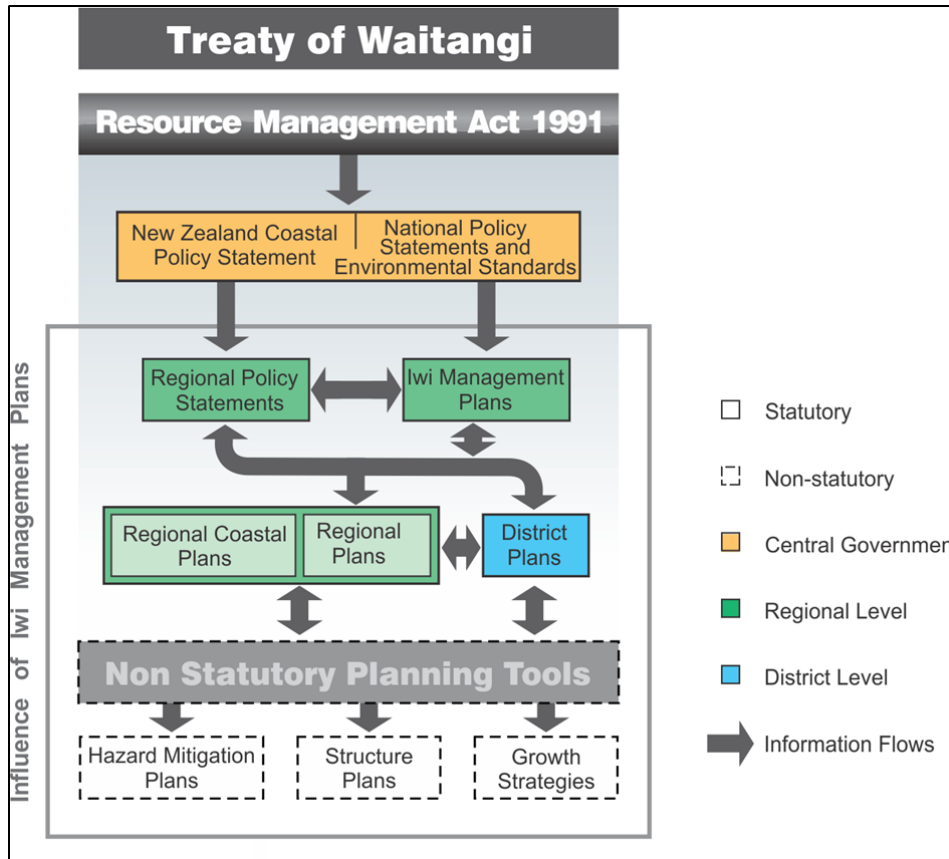 Treaty of Waitangi
Resource Management Act 1991
New Zealand Coastal
Policy Statement
National Policy
Statements and
Environmental Standards
Influence of Iwi Management Plans
Regional Policy
Statements
Iwi Management
Plans
Regional Coastal
Plans
Regional
Plans
District
Plans
Non Statutory Planning Tools
Hazard Mitigation
Plans
Structure
Plans
Growth
Strategies
Statutory
Non-statutory
Central Government
Regional Level
District Level
Information Flows